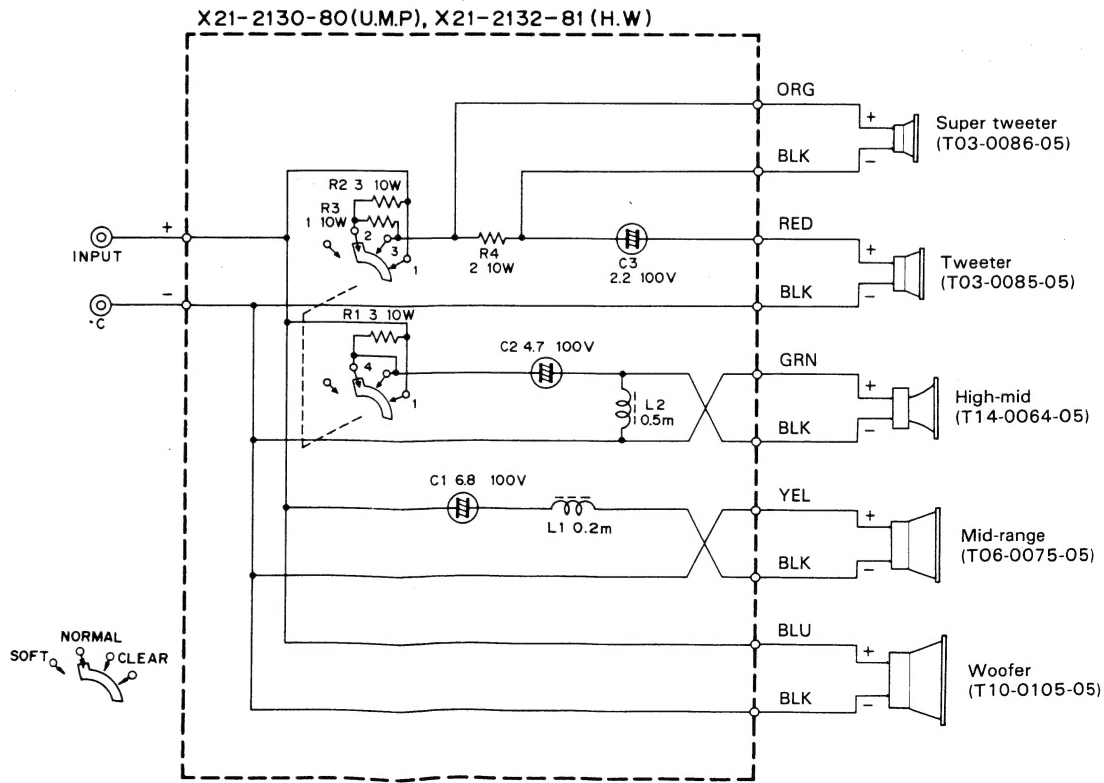 X21-2130-80(U.M.P), X21-2132-81 (H.W)
ORG
+
Super tweeter
(T03-0086-05)
BLK
−
R2 3 10W
R3
1 10W
2
3
1
+
INPUT
R4
2 10W
C3
2.2 100V
RED
+
Tweeter
(T03-0085-05)
BLK
−
−
°C
R1 3 10W
4
1
C2 4.7 100V
L2
0.5m
GRN
+
High-mid
(T14-0064-05)
BLK
−
C1 6.8 100V
L1 0.2m
YEL
+
Mid-range
(T06-0075-05)
BLK
−
NORMAL
SOFT
CLEAR
BLU
+
Woofer
(T10-0105-05)
BLK
−